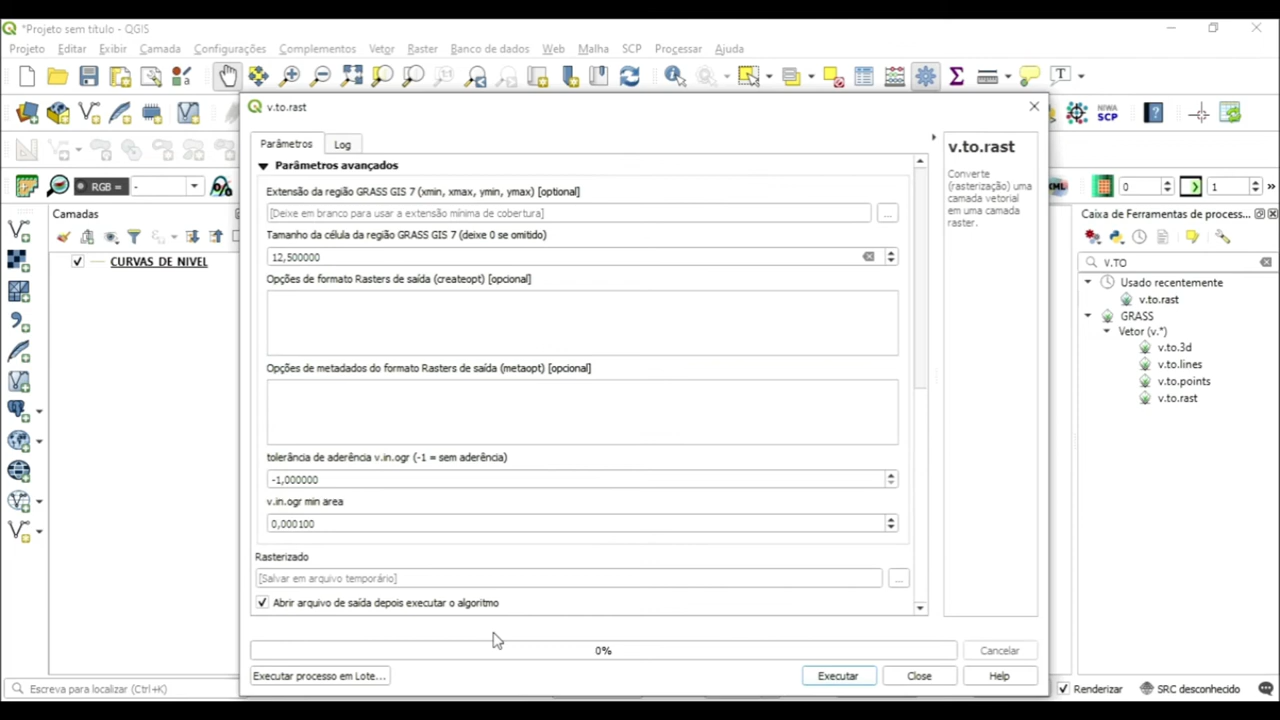 *Projeto sem título - QGIS
Projeto Editar Exibir Camada Configurações Complementos Vetor Raster Banco de dados Web Malha SCP Processar Ajuda
v.to.rast
NIWA
SCP
RGB = - 0 1 »
Camadas
CURVAS DE NIVEL
Parâmetros Log
Parâmetros avançados
Extensão da região GRASS GIS 7 (xmin, xmax, ymin, ymax) [optional]
[Deixe em branco para usar a extensão mínima de cobertura] ...
Tamanho da célula da região GRASS GIS 7 (deixe 0 se omitido)
12,500000
Opções de formato Rasters de saída (createopt) [opcional]
Opções de metadados do formato Rasters de saída (metaopt) [opcional]
tolerância de aderência v.in.ogr (-1 = sem aderência)
-1,000000
v.in.ogr min area
0,000100
Rasterizado
[Salvar em arquivo temporário] ...
Abrir arquivo de saída depois executar o algoritmo
0% Cancelar
Executar processo em Lote... Executar Close Help
v.to.rast
Converte
(rasterização) uma
camada vetorial
em uma camada
raster.
Caixa de Ferramentas de proces...
V.TO
Usado recentemente
v.to.rast
GRASS
Vetor (v.*)
v.to.3d
v.to.lines
v.to.points
v.to.rast
Escreva para localizar (Ctrl+K) Renderizar SRC desconhecido